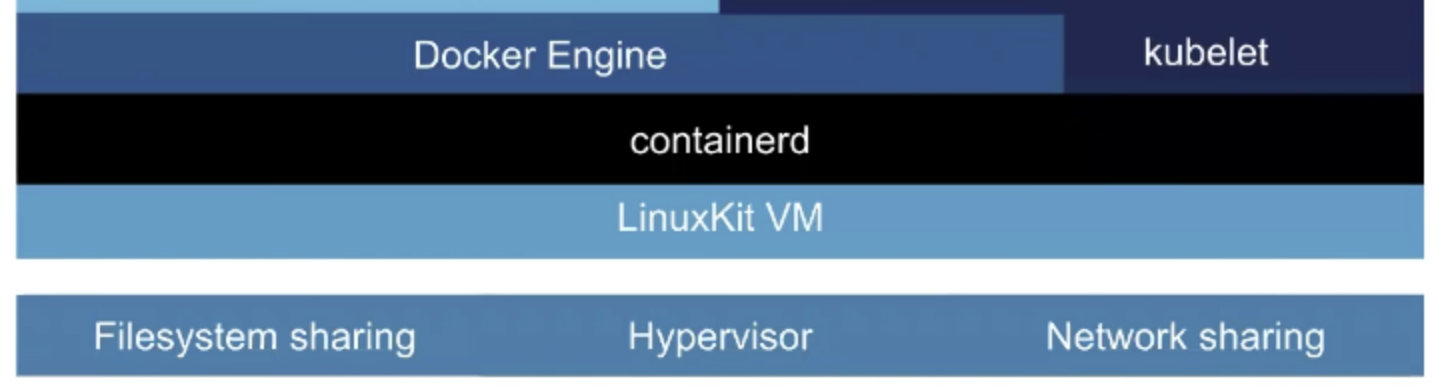 Docker Engine kubelet
containerd
LinuxKit VM
Filesystem sharing Hypervisor Network sharing